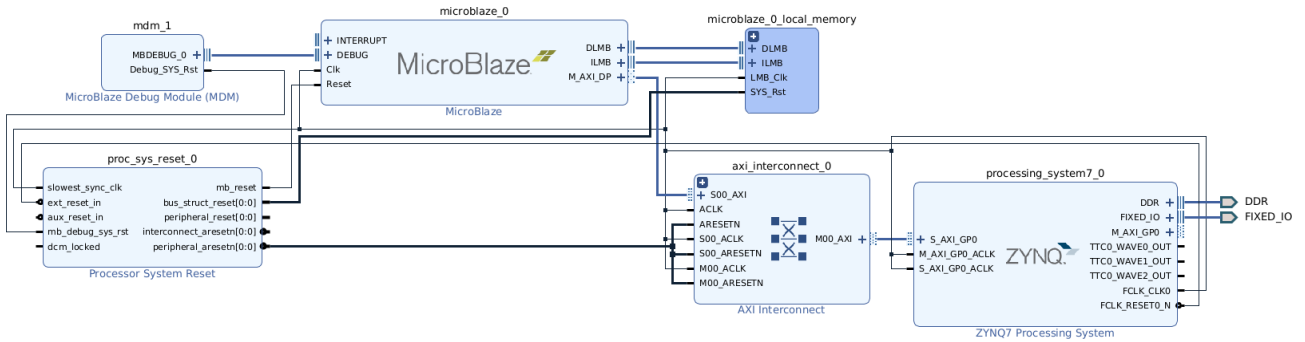 mdm_1
MBDEBUG_0
Debug_SYS_Rst
MicroBlaze Debug Module (MDM)
microblaze_0
INTERRUPT
DEBUG
Clk
Reset
MicroBlaze
DLMB
ILMB
M_AXI_DP
MicroBlaze
microblaze_0_local_memory
DLMB
ILMB
LMB_Clk
SYS_Rst
proc_sys_reset_0
slowest_sync_clk
ext_reset_in
aux_reset_in
mb_debug_sys_rst
dcm_locked
mb_reset
bus_struct_reset[0:0]
peripheral_reset[0:0]
interconnect_aresetn[0:0]
peripheral_aresetn[0:0]
Processor System Reset
axi_interconnect_0
S00_AXI
ACLK
ARESETN
S00_ACLK
S00_ARESETN
M00_ACLK
M00_ARESETN
M00_AXI
AXI Interconnect
processing_system7_0
S_AXI_GP0
M_AXI_GP0_ACLK
S_AXI_GP0_ACLK
ZYNQ
DDR
FIXED_IO
M_AXI_GP0
TTC0_WAVE0_OUT
TTC0_WAVE1_OUT
TTC0_WAVE2_OUT
FCLK_CLK0
FCLK_RESET0_N
ZYNQ7 Processing System
DDR
FIXED_IO